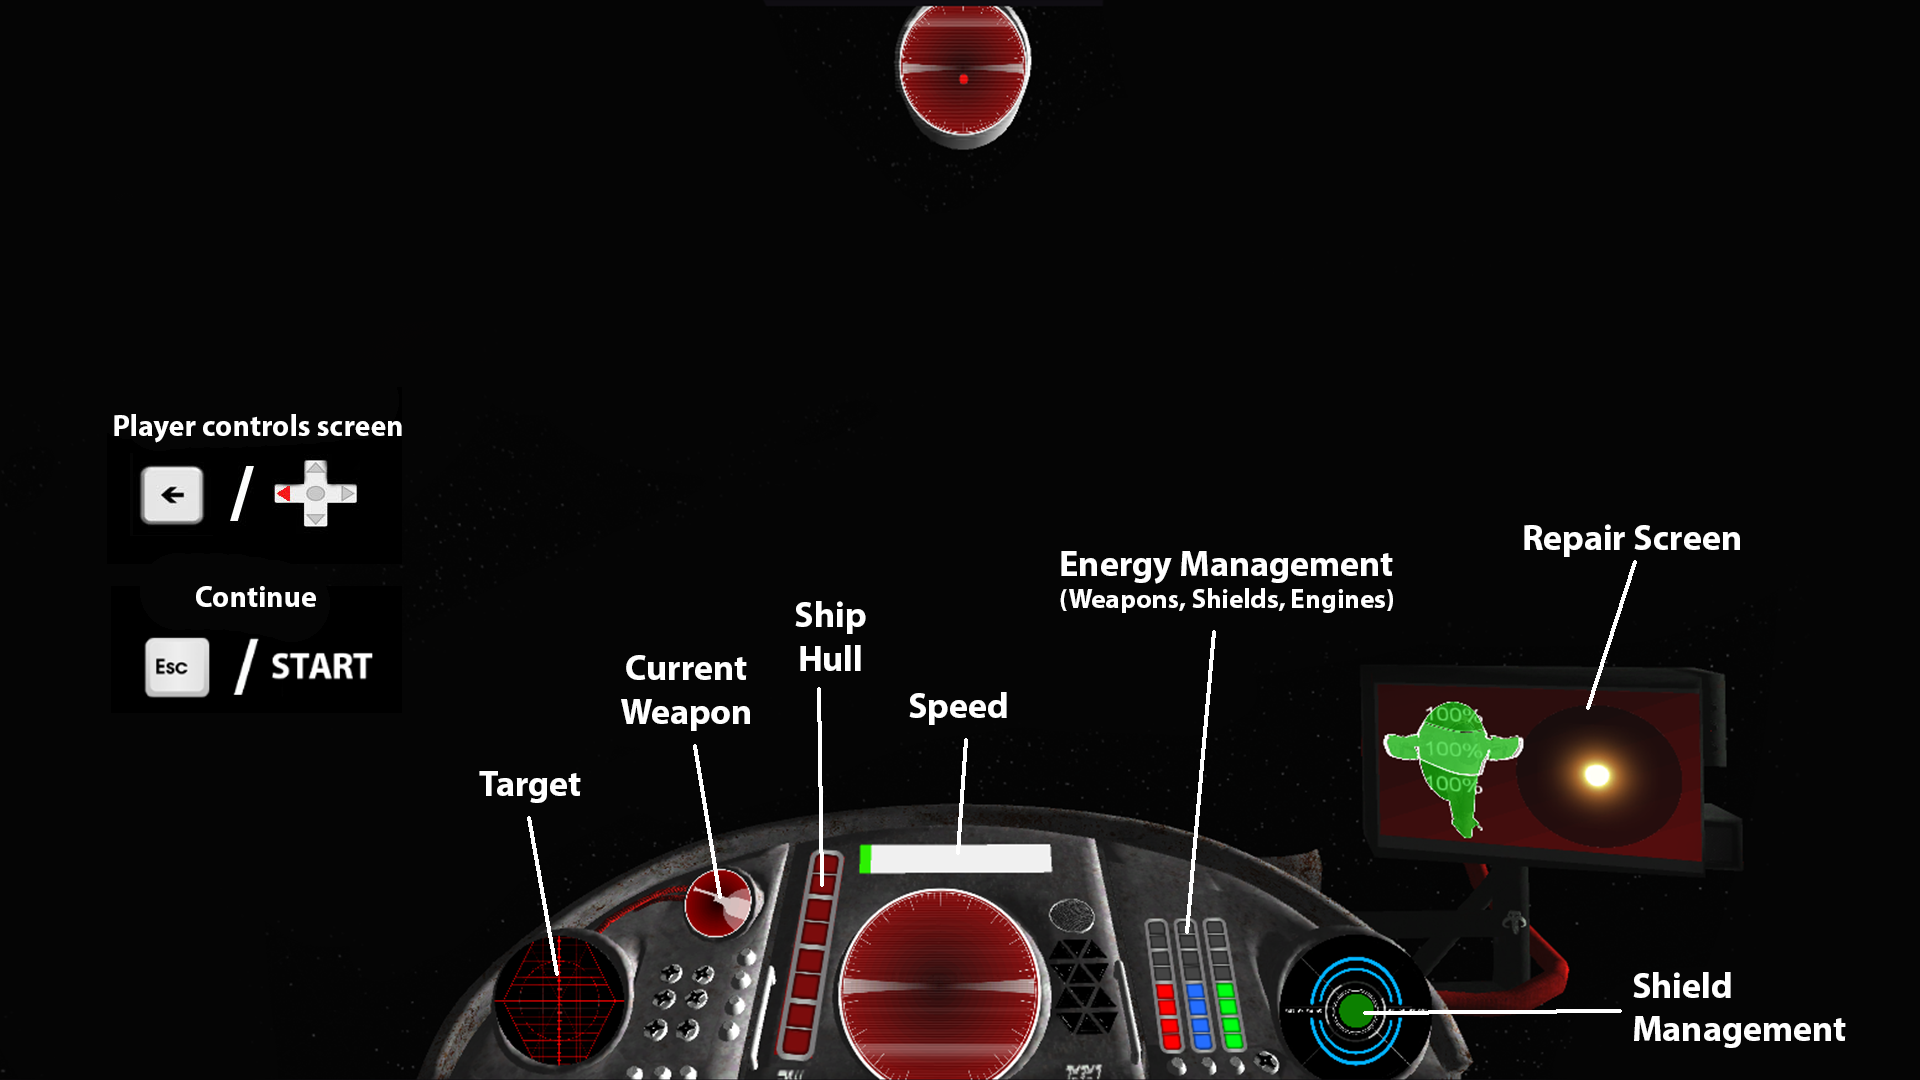 Player controls screen
/
Continue
Esc / START
Target
Current
Weapon
Ship
Hull
Speed
Energy Management
(Weapons, Shields, Engines)
Repair Screen
100%
100%
100%
Shield
Management